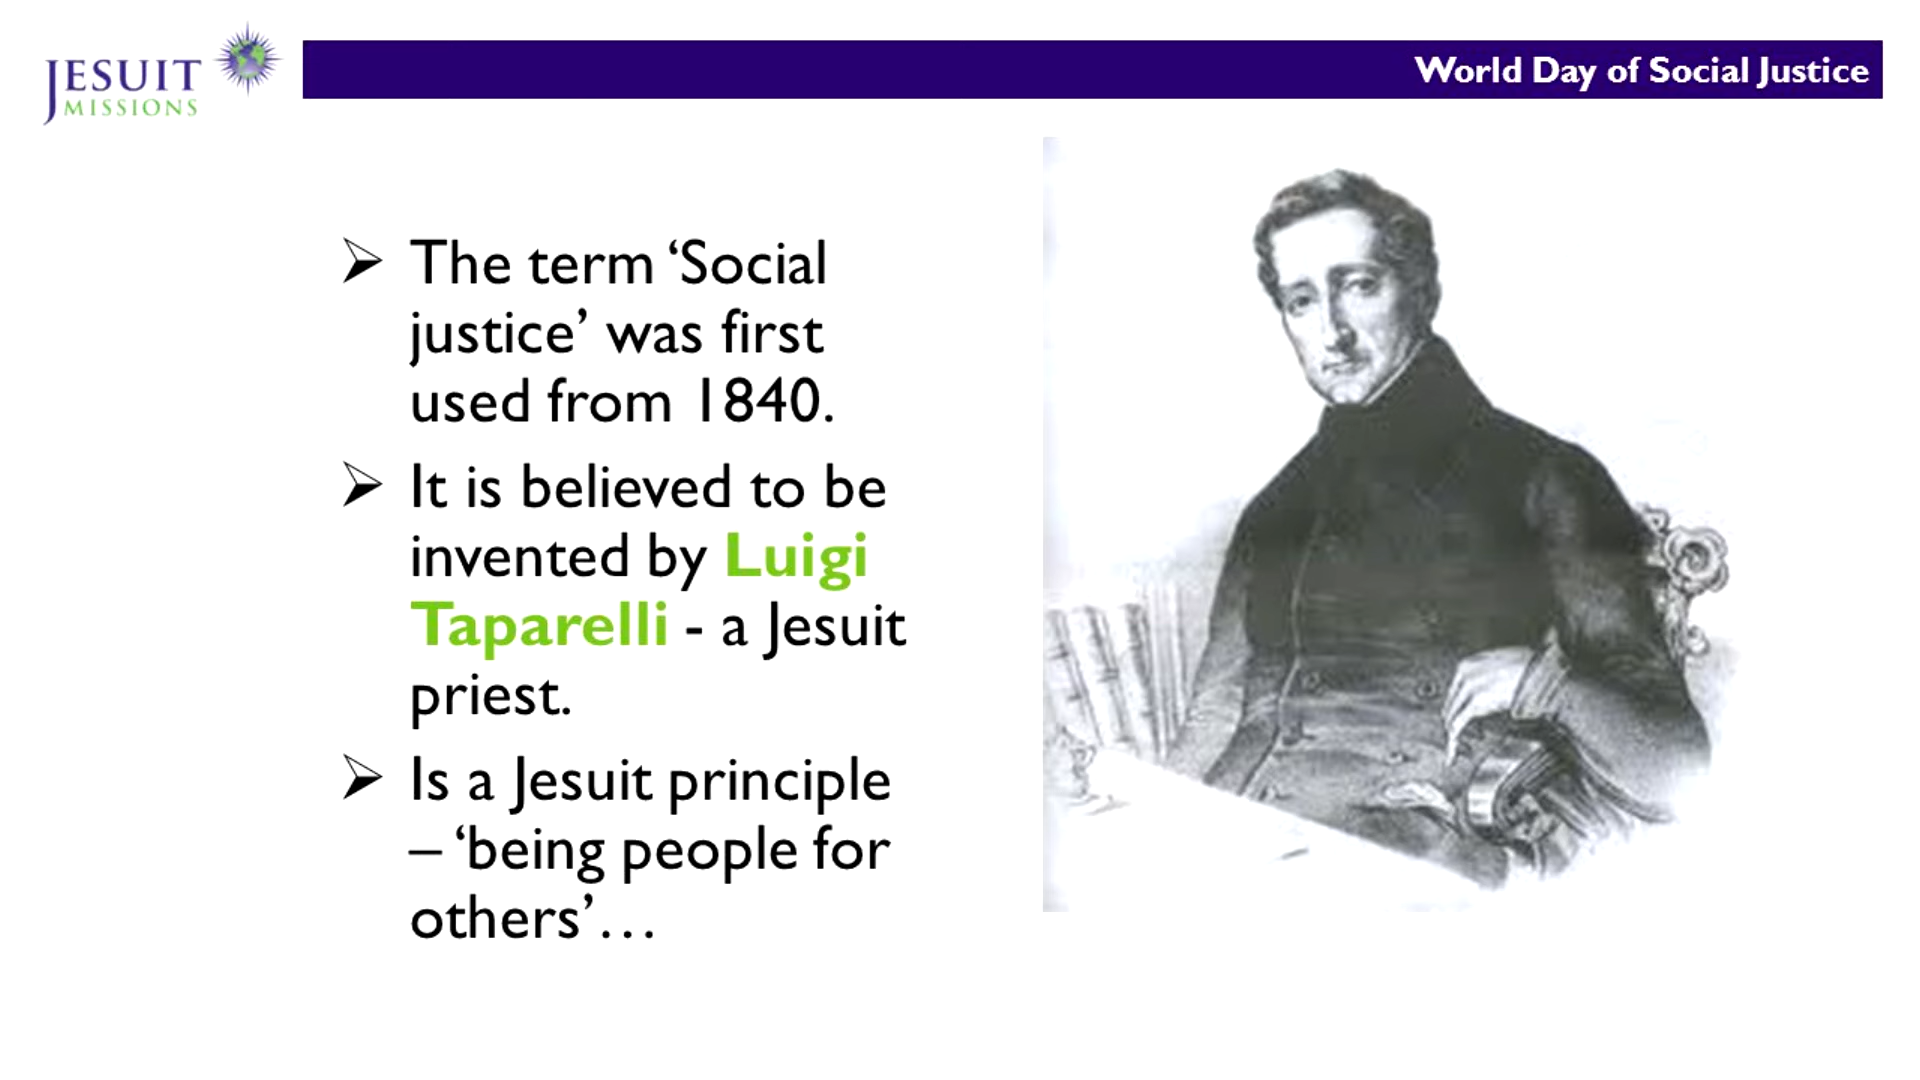 JESUIT
MISSIONS
World Day of Social Justice
➢ The term ‘Social
justice’ was first
used from 1840.
➢ It is believed to be
invented by Luigi
Taparelli - a Jesuit
priest.
➢ Is a Jesuit principle
– ‘being people for
others’…